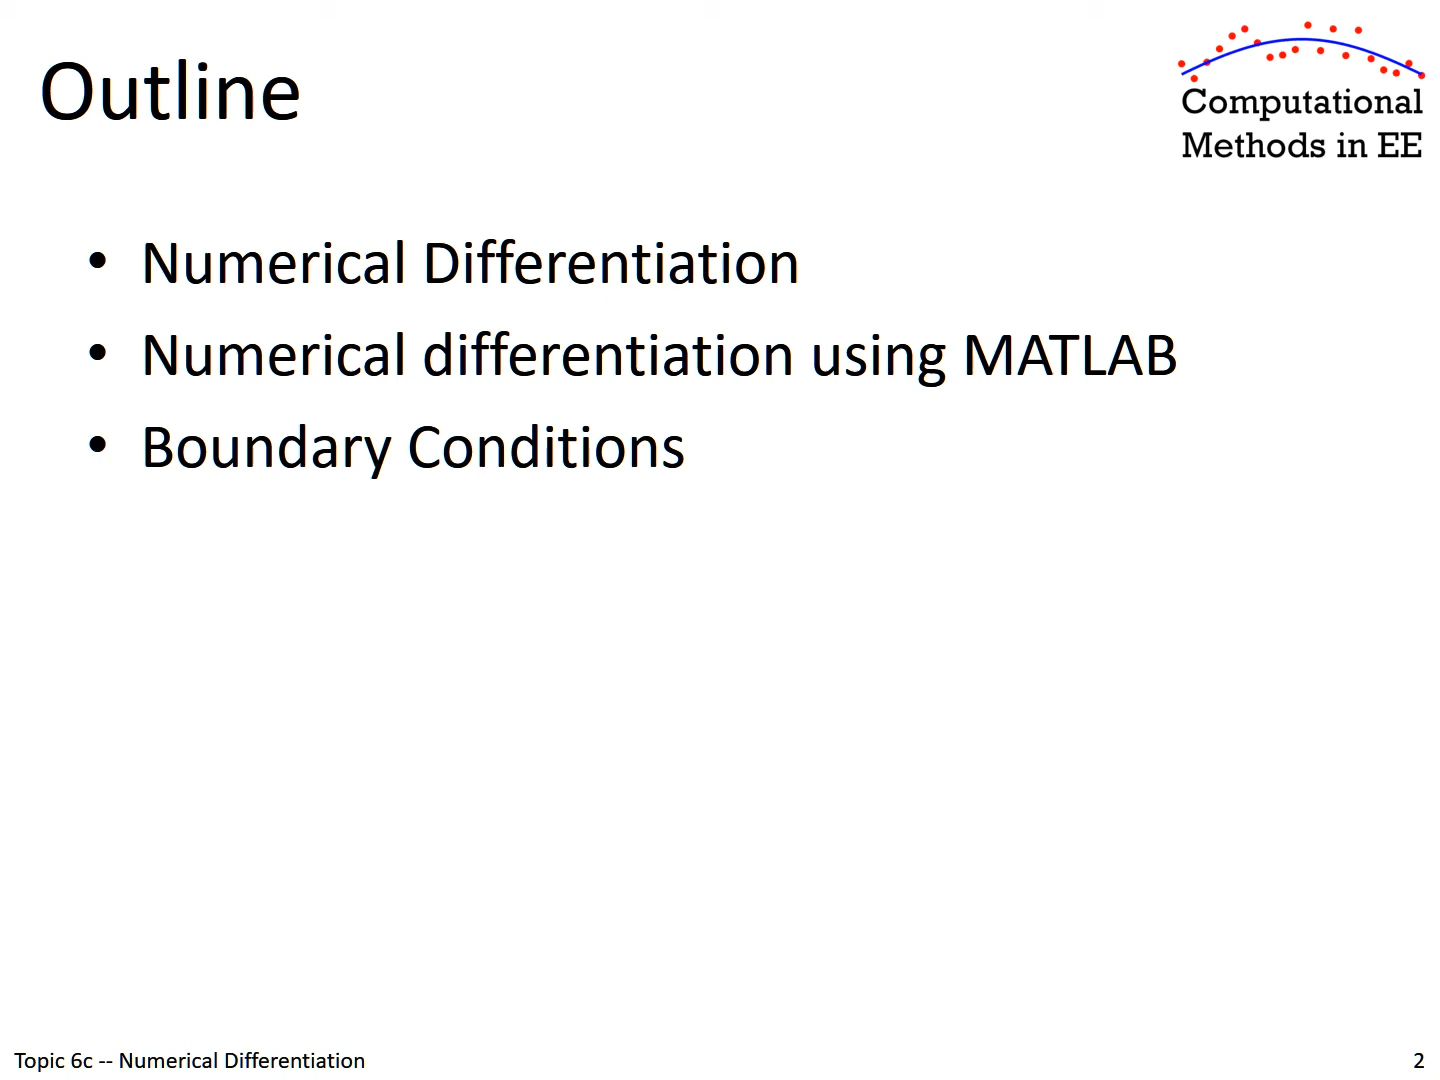 Outline
Computational
Methods in EE
• Numerical Differentiation
• Numerical differentiation using MATLAB
• Boundary Conditions
Topic 6c -- Numerical Differentiation
2